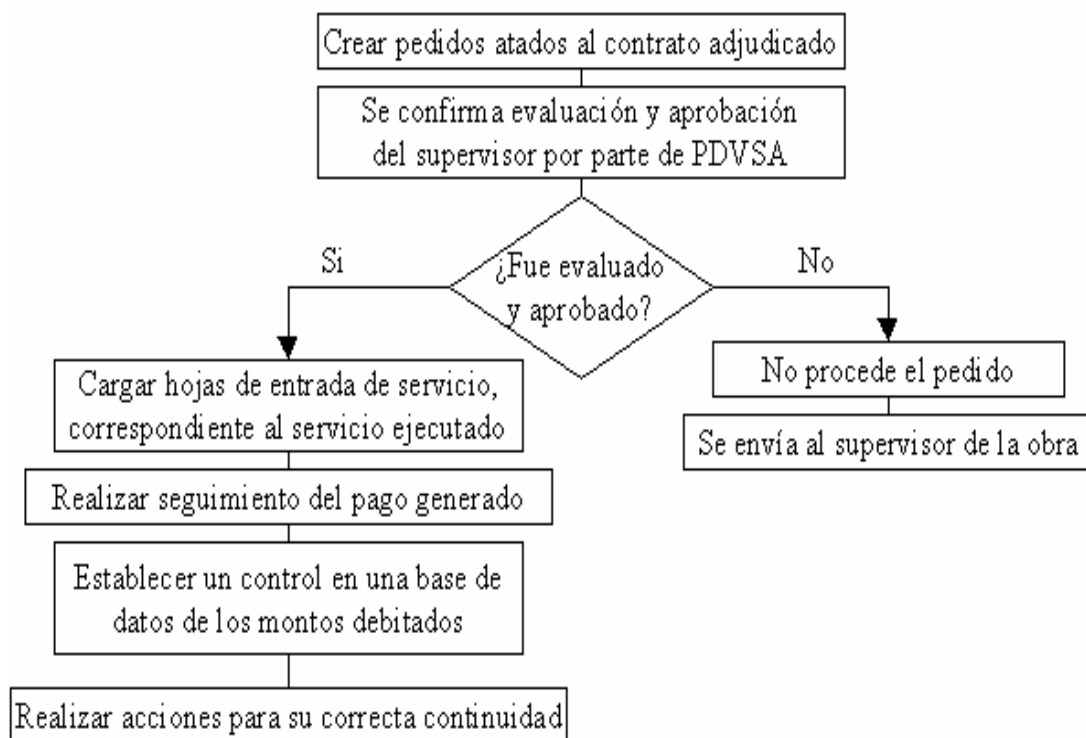 Crear pedidos atados al contrato adjudicado
Se confirma evaluación y aprobación
del supervisor por parte de PDVSA
¿Fue evaluado
y aprobado?
Si
No
Cargar hojas de entrada de servicio,
correspondiente al servicio ejecutado
Realizar seguimiento del pago generado
Establecer un control en una base de
datos de los montos debitados
Realizar acciones para su correcta continuidad
No procede el pedido
Se envía al supervisor de la obra